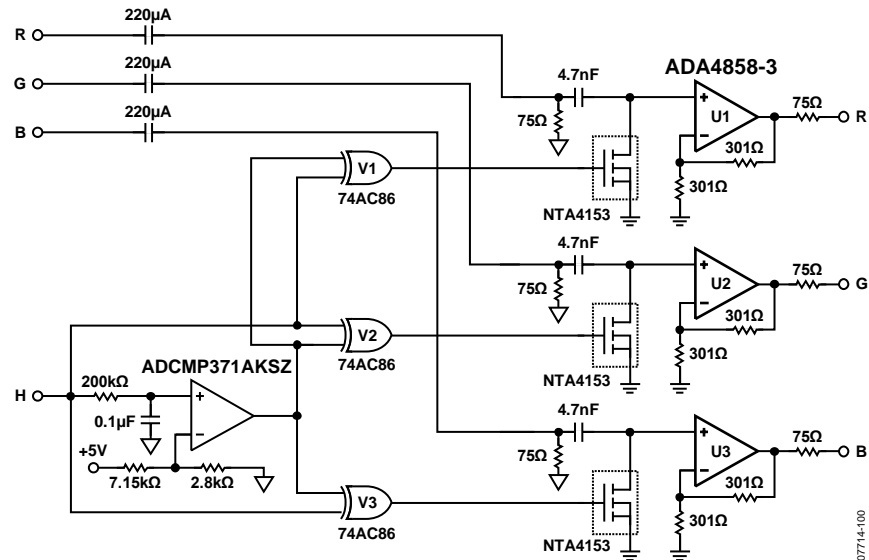 220µA
R
220µA
G
220µA
B
4.7nF
ADA4858-3
75Ω
+
U1
−
75Ω
R
301Ω
301Ω
V1
74AC86
NTA4153
4.7nF
75Ω
+
U2
−
75Ω
G
301Ω
301Ω
V2
74AC86
NTA4153
ADCMP371AKSZ
H
200kΩ
+
−
0.1µF
+5V
7.15kΩ
2.8kΩ
4.7nF
75Ω
+
U3
−
75Ω
B
301Ω
301Ω
V3
74AC86
NTA4153
07714-100